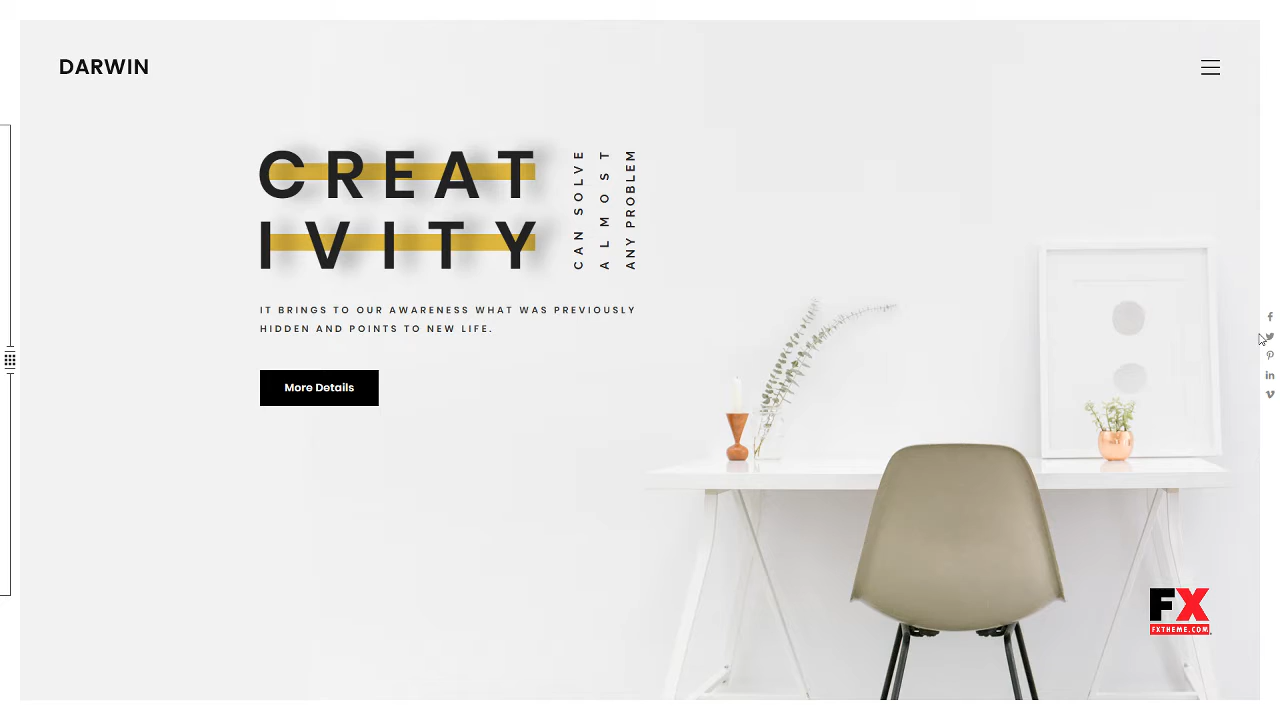 DARWIN
CREAT
IVITY
CAN SOLVE
ALMOST
ANY PROBLEM
IT BRINGS TO OUR AWARENESS WHAT WAS PREVIOUSLY
HIDDEN AND POINTS TO NEW LIFE.
More Details
FX
FXTHEME.COM